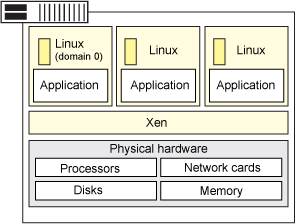 Linux
(domain 0)
Linux
Linux
Application
Application
Application
Xen
Physical hardware
Processors
Network cards
Disks
Memory